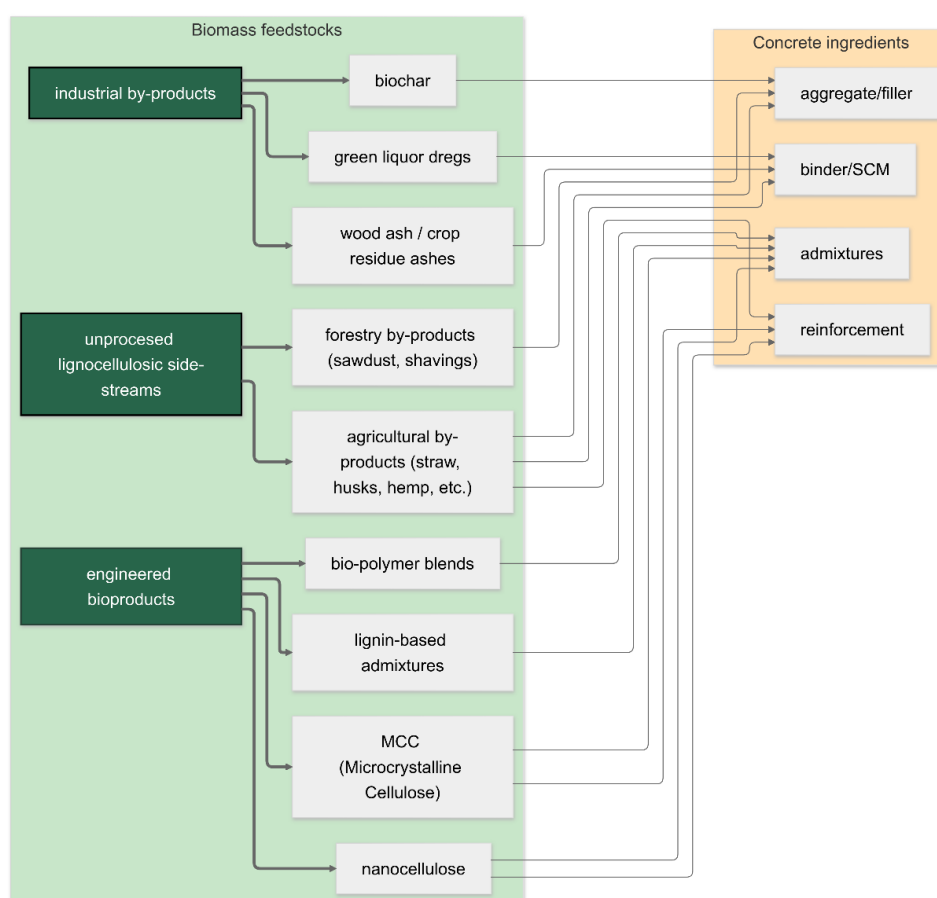 Biomass feedstocks
industrial by-products
biochar
green liquor dregs
wood ash / crop
residue ashes
unprocesed
lignocellulosic side-
streams
forestry by-products
(sawdust, shavings)
agricultural by-
products (straw,
husks, hemp, etc.)
engineered
bioproducts
bio-polymer blends
lignin-based
admixtures
MCC
(Microcrystalline
Cellulose)
nanocellulose
Concrete ingredients
aggregate/filler
binder/SCM
admixtures
reinforcement